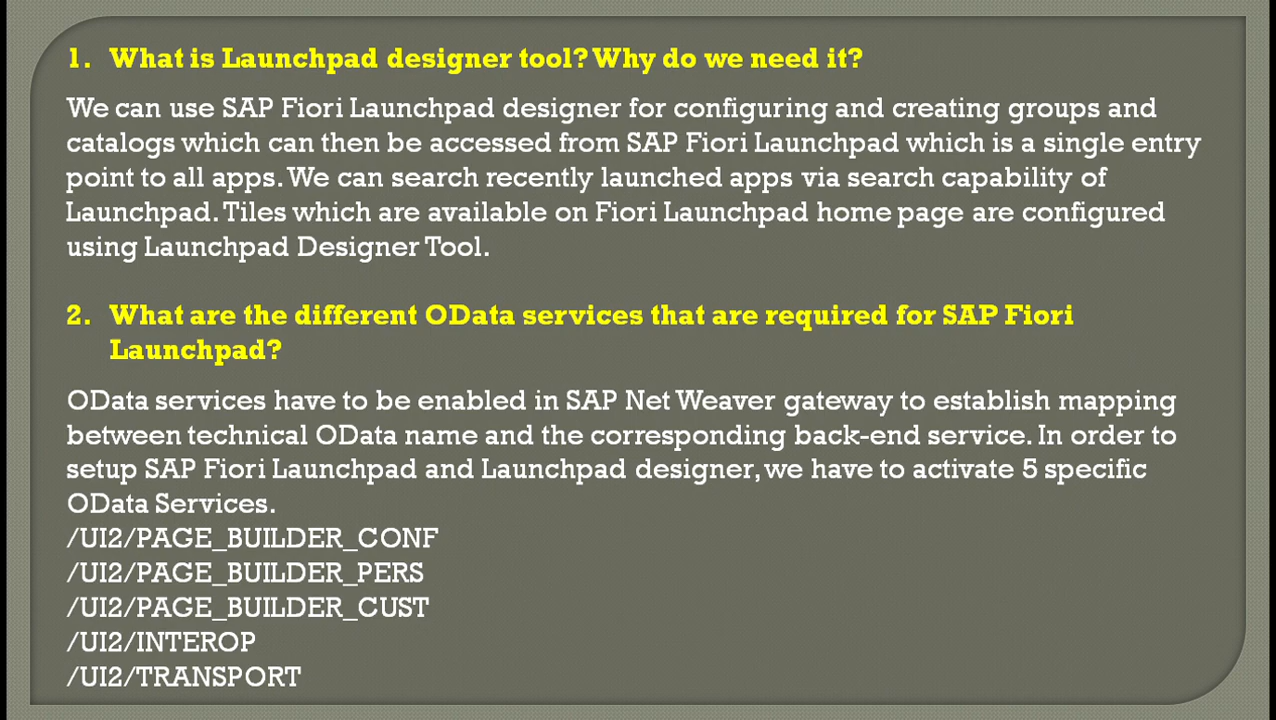 1. What is Launchpad designer tool? Why do we need it?
We can use SAP Fiori Launchpad designer for configuring and creating groups and
catalogs which can then be accessed from SAP Fiori Launchpad which is a single entry
point to all apps. We can search recently launched apps via search capability of
Launchpad. Tiles which are available on Fiori Launchpad home page are configured
using Launchpad Designer Tool.
2. What are the different OData services that are required for SAP Fiori
Launchpad?
OData services have to be enabled in SAP Net Weaver gateway to establish mapping
between technical OData name and the corresponding back-end service. In order to
setup SAP Fiori Launchpad and Launchpad designer, we have to activate 5 specific
OData Services.
/UI2/PAGE_BUILDER_CONF
/UI2/PAGE_BUILDER_PERS
/UI2/PAGE_BUILDER_CUST
/UI2/INTEROP
/UI2/TRANSPORT